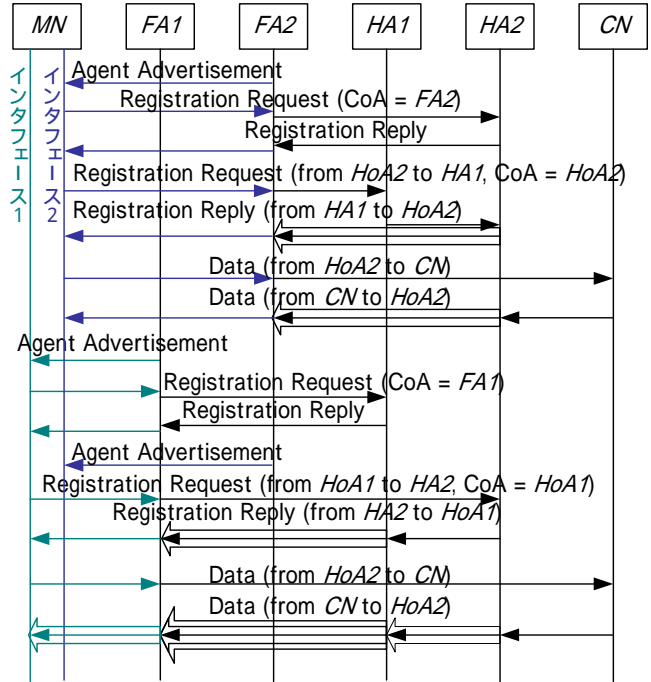 MN FA1 FA2 HA1 HA2 CN
インタフェース1
インタフェース2
Agent Advertisement
Registration Request (CoA = FA2)
Registration Reply
Registration Request (from HoA2 to HA1, CoA = HoA2)
Registration Reply (from HA1 to HoA2)
Data (from HoA2 to CN)
Data (from CN to HoA2)
Agent Advertisement
Registration Request (CoA = FA1)
Registration Reply
Agent Advertisement
Registration Request (from HoA1 to HA2, CoA = HoA1)
Registration Reply (from HA2 to HoA1)
Data (from HoA2 to CN)
Data (from CN to HoA2)